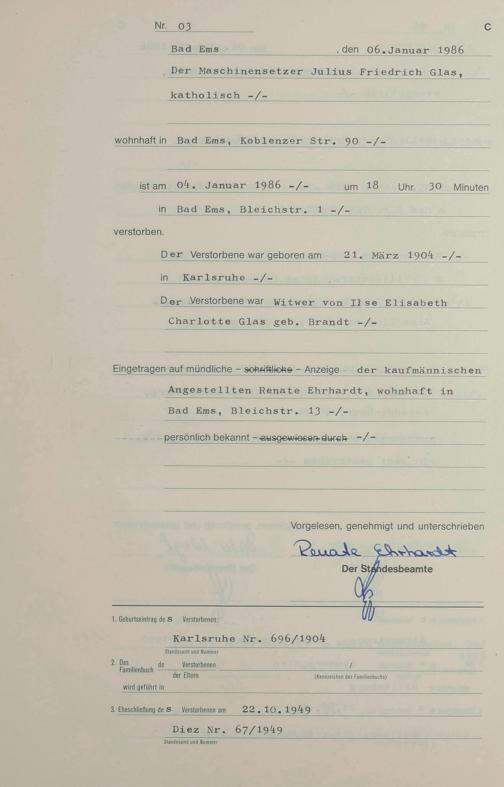 Nr. 03 C
Bad Ems , den 06.Januar 1986
Der Maschinensetzer Julius Friedrich Glas,
katholisch -/-
wohnhaft in Bad Ems, Koblenzer Str. 90 -/-
ist am 04. Januar 1986 -/- um 18 Uhr. 30 Minuten
in Bad Ems, Bleichstr. 1 -/-
verstorben.
Der Verstorbene war geboren am 21. März 1904 -/-
in Karlsruhe -/-
Der Verstorbene war Witwer von Ilse Elisabeth
Charlotte Glas geb. Brandt -/-
Eingetragen auf mündliche – schriftliche – Anzeige der kaufmännischen
Angestellten Renate Ehrhardt, wohnhaft in
Bad Ems, Bleichstr. 13 -/-
------- persönlich bekannt – ausgewiesen durch -/-
Vorgelesen, genehmigt und unterschrieben
Renate Ehrhardt
Der Standesbeamte
1. Geburtseintrag des Verstorbenen:
Karlsruhe Nr. 696/1904
Standesamt und Nummer
2. Das Familienbuch de Verstorbenen /
der Eltern (Kennzeichen des Familienbuchs)
wird geführt in
3. Eheschließung des Verstorbenen am 22.10.1949
Diez Nr. 67/1949
Standesamt und Nummer